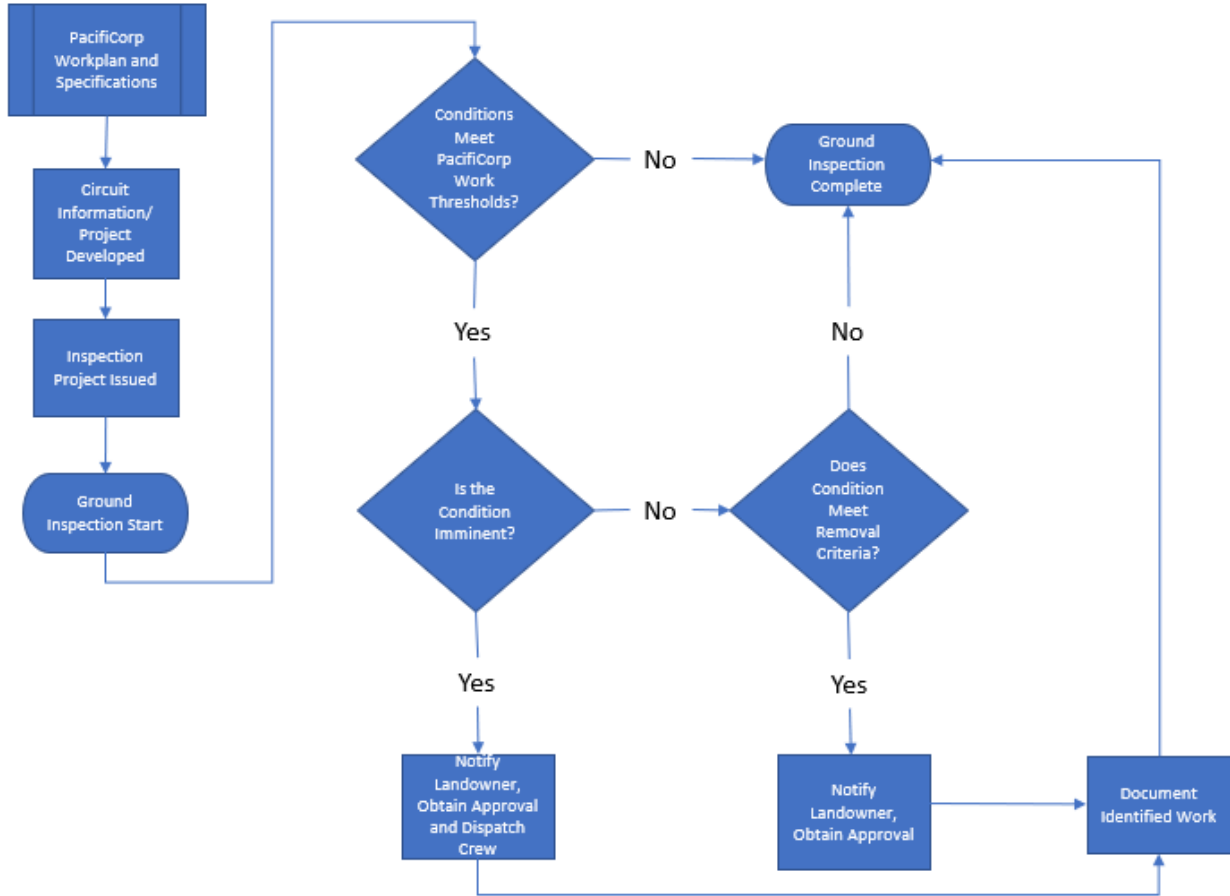 PacifiCorp
Workplan and
Specifications
Circuit
Information/
Project
Developed
Inspection
Project Issued
Ground
Inspection Start
Conditions
Meet
PacifiCorp
Work
Thresholds?
No
Ground
Inspection
Complete
Yes
No
Is the
Condition
Imminent?
No
Does
Condition
Meet
Removal
Criteria?
Yes
Yes
Notify
Landowner,
Obtain Approval
and Dispatch
Crew
Notify
Landowner,
Obtain Approval
Document
Identified Work